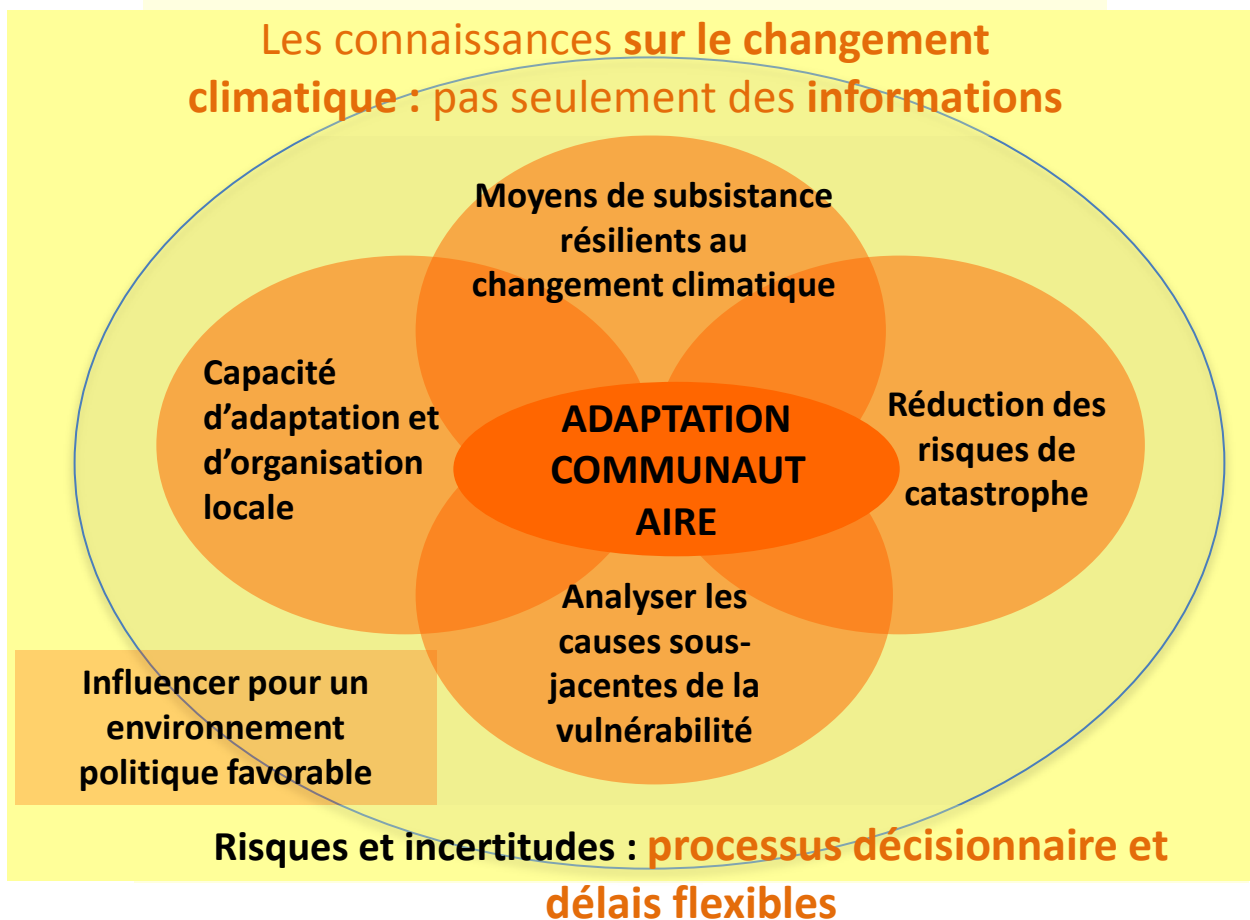 Les connaissances sur le changement
climatique : pas seulement des informations
Moyens de subsistance
résilients au
changement climatique
Capacité
d’adaptation et
d’organisation
locale
ADAPTATION
COMMUNAUT
AIRE
Réduction des
risques de
catastrophe
Analyser les
causes sous-
jacentes de la
vulnérabilité
Influencer pour un
environnement
politique favorable
Risques et incertitudes : processus décisionnaire et
délais flexibles